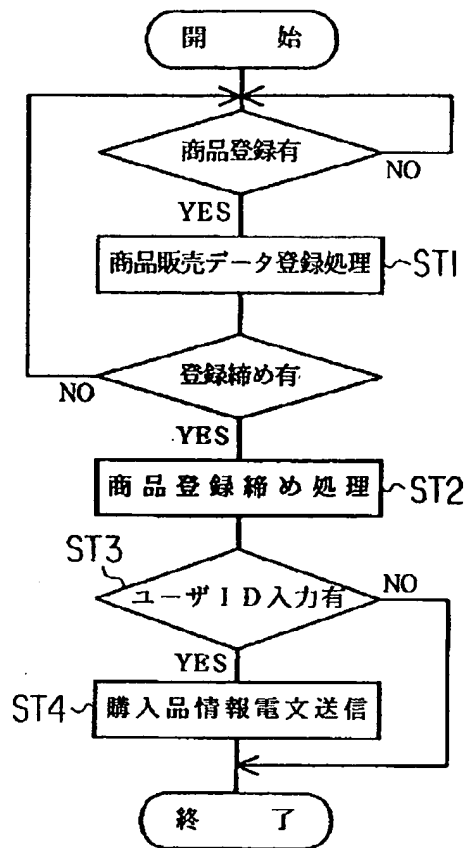 開 始
商品登録有
NO
YES
商品販売データ登録処理 ST1
登録締め有
NO
YES
商品登録締め処理 ST2
ST3
ユーザID入力有
NO
YES
ST4 購入品情報電文送信
終 了